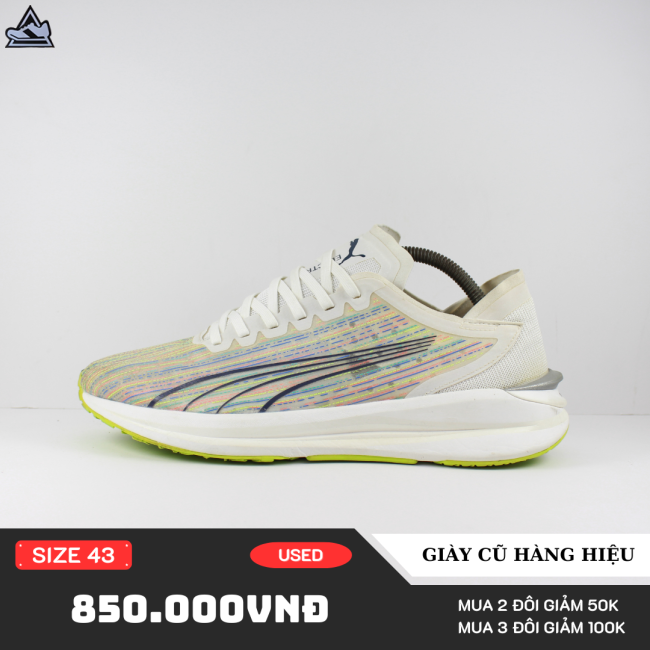 SIZE 43
USED
GIÀY CŨ HÀNG HIỆU
850.000VNĐ
MUA 2 ĐÔI GIẢM 50K
MUA 3 ĐÔI GIẢM 100K